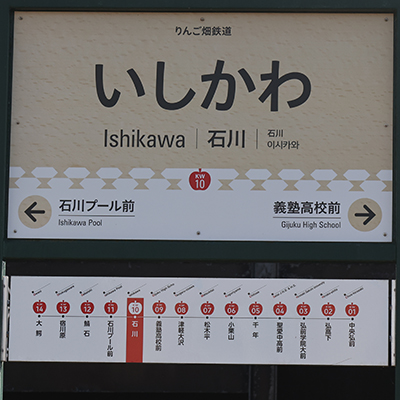 りんご畑鉄道
いしかわ
Ishikawa 石川 石川
이시카와
KW
10
石川プール前 義塾高校前
Ishikawa Pool Gijuku High School
14 13 12 11 10 09 08 07 06 05 04 03 02 01
大鰐 宿川原 鯖石 石川プール前 石川 義塾高校前 津軽大沢 松木平 小栗山 千年 聖愛中高前 弘前学院大前 弘高下 中央弘前